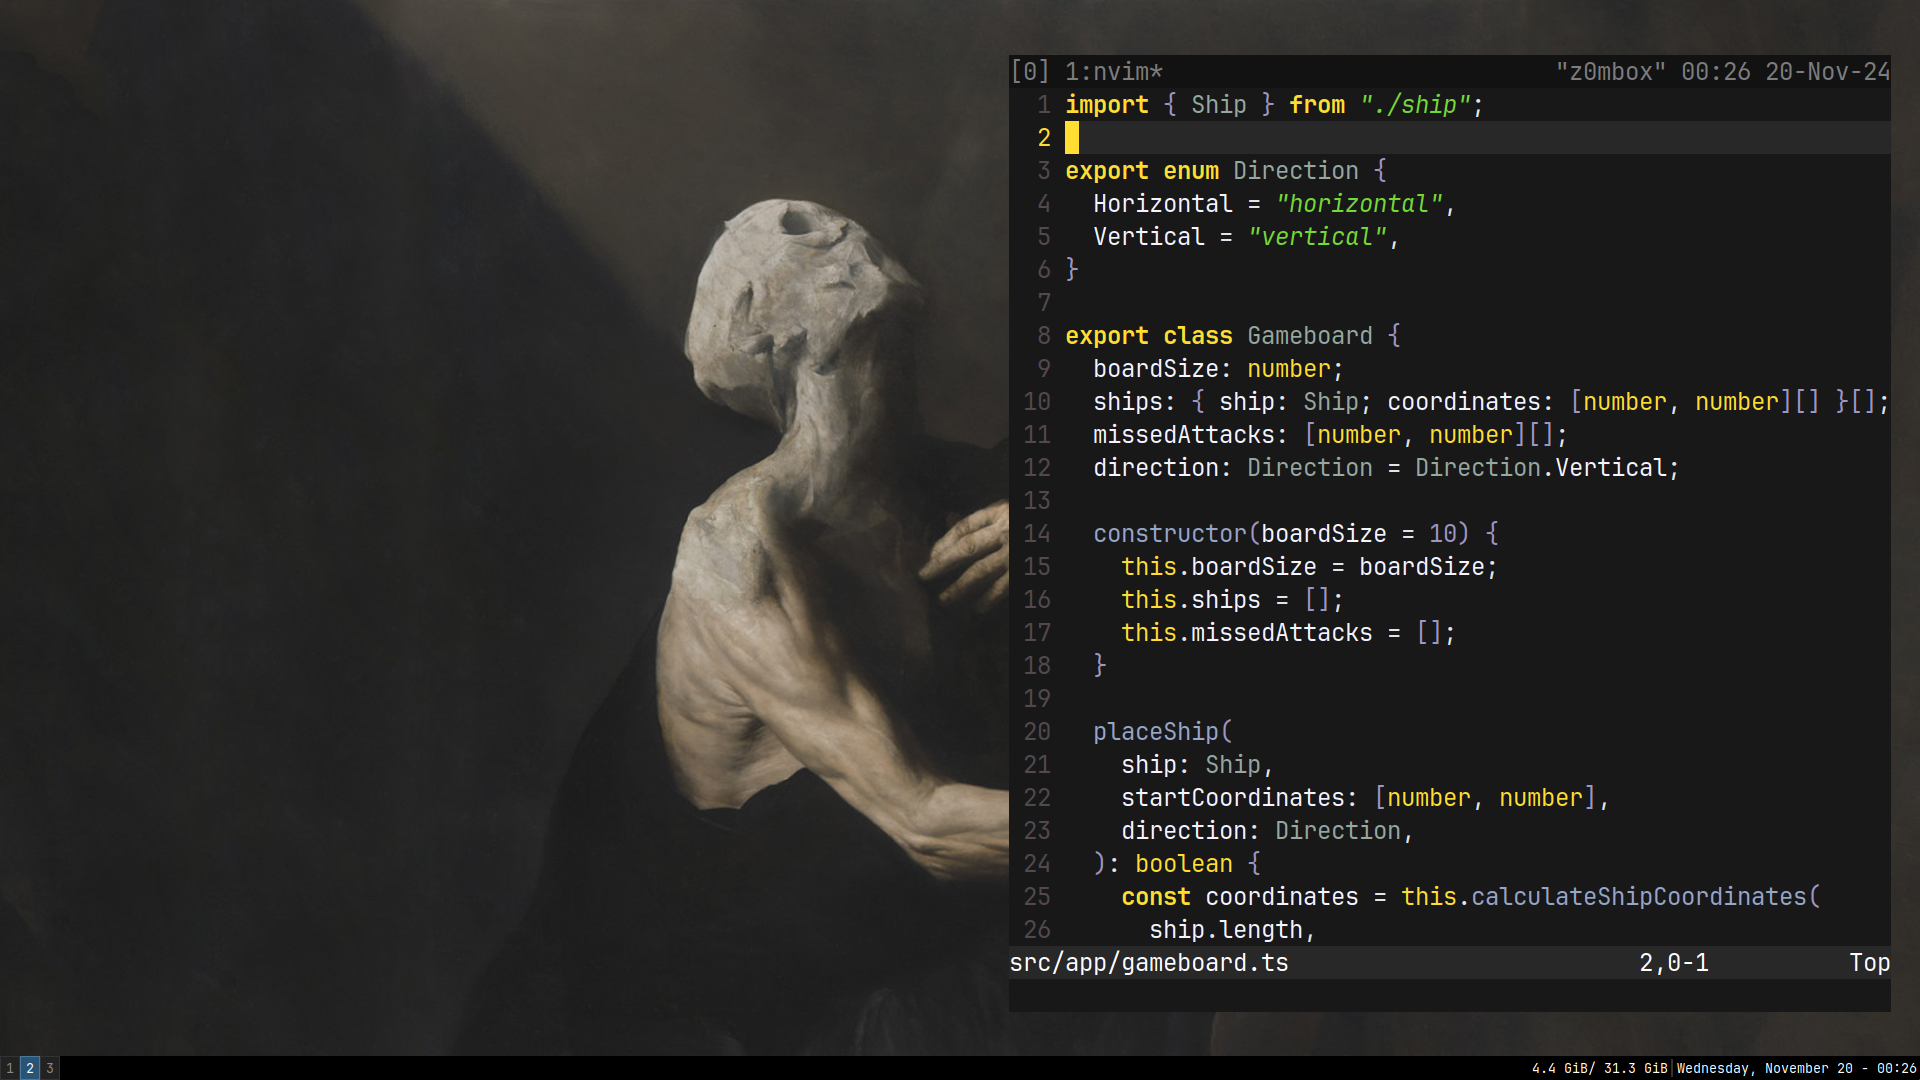 [0] 1:nvim* "z0mbox" 00:26 20-Nov-24
1 import { Ship } from "./ship";
2
3 export enum Direction {
4   Horizontal = "horizontal",
5   Vertical = "vertical",
6 }
7
8 export class Gameboard {
9   boardSize: number;
10   ships: { ship: Ship; coordinates: [number, number][] }[];
11   missedAttacks: [number, number][];
12   direction: Direction = Direction.Vertical;
13
14   constructor(boardSize = 10) {
15     this.boardSize = boardSize;
16     this.ships = [];
17     this.missedAttacks = [];
18   }
19
20   placeShip(
21     ship: Ship,
22     startCoordinates: [number, number],
23     direction: Direction,
24   ): boolean {
25     const coordinates = this.calculateShipCoordinates(
26       ship.length,
src/app/gameboard.ts 2,0-1 Top
1 2 3 4.4 GiB/ 31.3 GiB|Wednesday, November 20 - 00:26